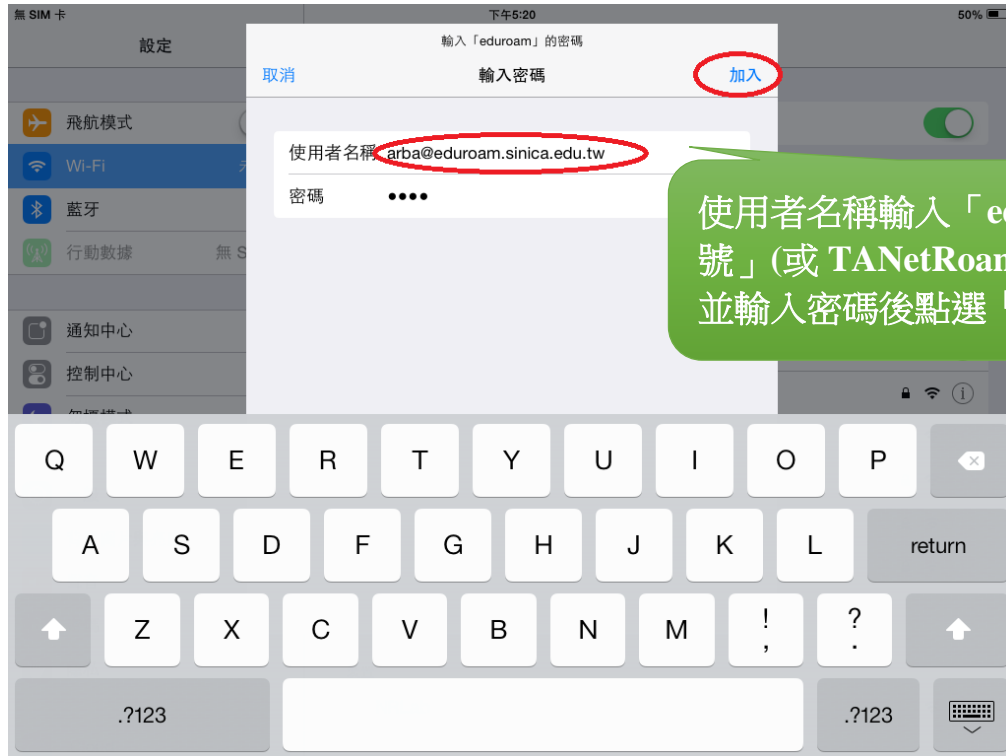 無 SIM 卡
下午5:20
50%
設定
輸入「eduroam」的密碼
取消
輸入密碼
加入
飛航模式
使用者名稱 arba@eduroam.sinica.edu.tw
Wi-Fi
密碼 ••••
藍牙
行動數據 無 S
使用者名稱輸入「e
號」(或 TANetRoa
並輸入密碼後點選「
通知中心
控制中心
Q W E R T Y U I O P
A S D F G H J K L return
Z X C V B N M ! , ? .
.?123 .?123